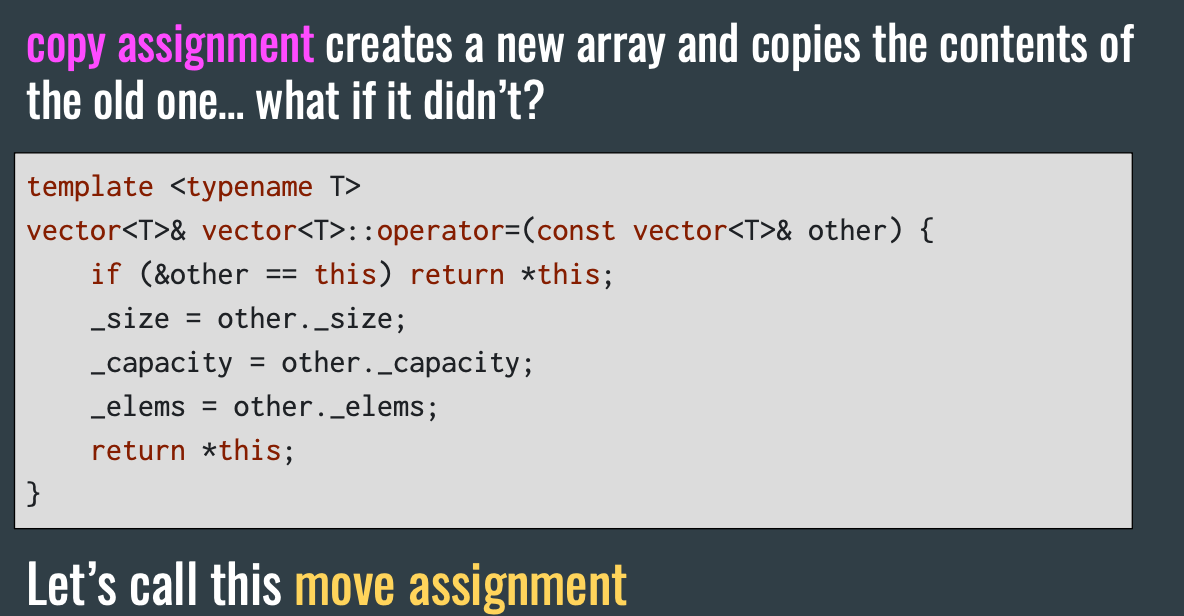 copy assignment creates a new array and copies the contents of
the old one... what if it didn’t?
template <typename T>
vector<T>& vector<T>::operator=(const vector<T>& other) {
    if (&other == this) return *this;
    _size = other._size;
    _capacity = other._capacity;
    _elems = other._elems;
    return *this;
}
Let’s call this move assignment